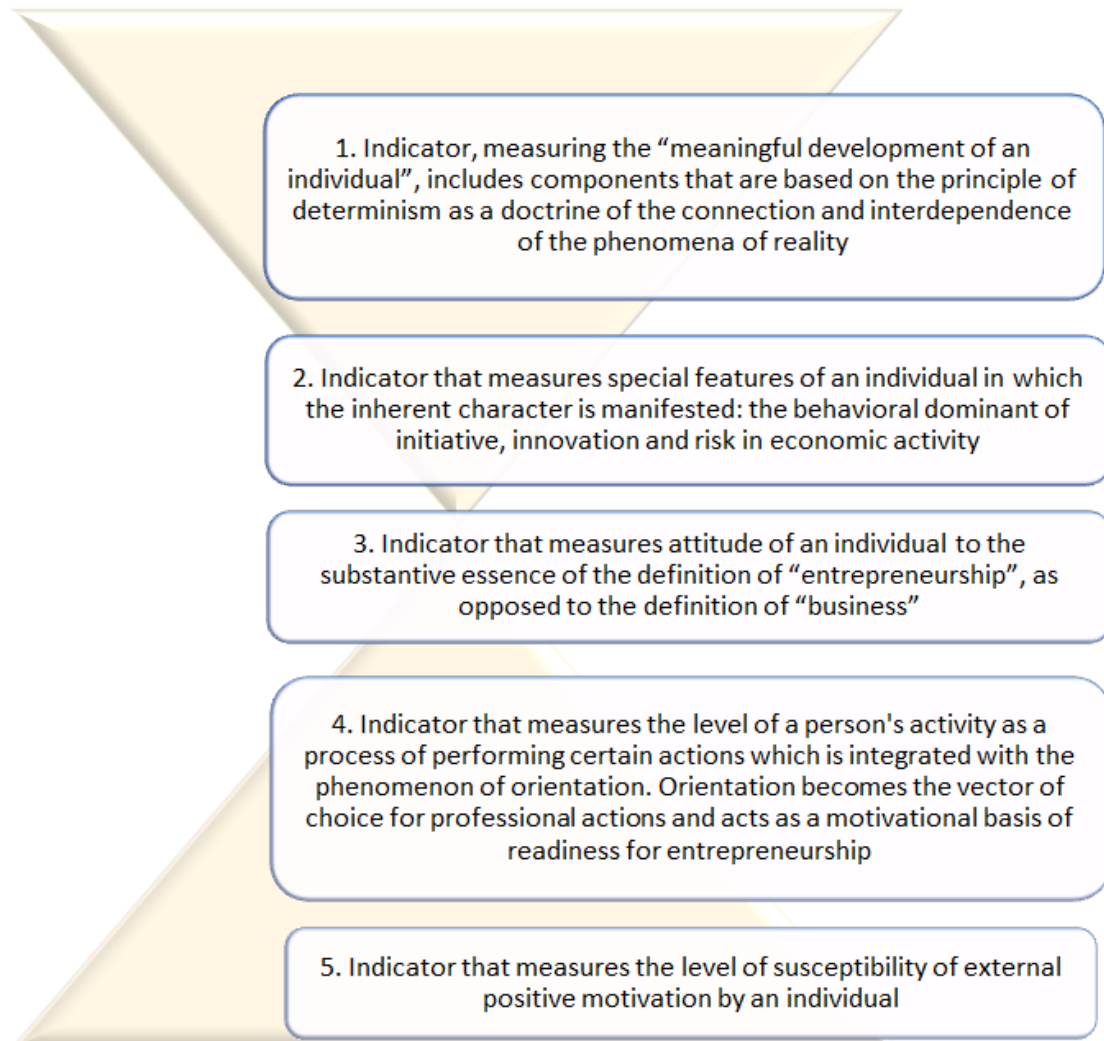 1. Indicator, measuring the “meaningful development of an
individual”, includes components that are based on the principle of
determinism as a doctrine of the connection and interdependence
of the phenomena of reality
2. Indicator that measures special features of an individual in which
the inherent character is manifested: the behavioral dominant of
initiative, innovation and risk in economic activity
3. Indicator that measures attitude of an individual to the
substantive essence of the definition of “entrepreneurship”, as
opposed to the definition of “business”
4. Indicator that measures the level of a person's activity as a
process of performing certain actions which is integrated with the
phenomenon of orientation. Orientation becomes the vector of
choice for professional actions and acts as a motivational basis of
readiness for entrepreneurship
5. Indicator that measures the level of susceptibility of external
positive motivation by an individual